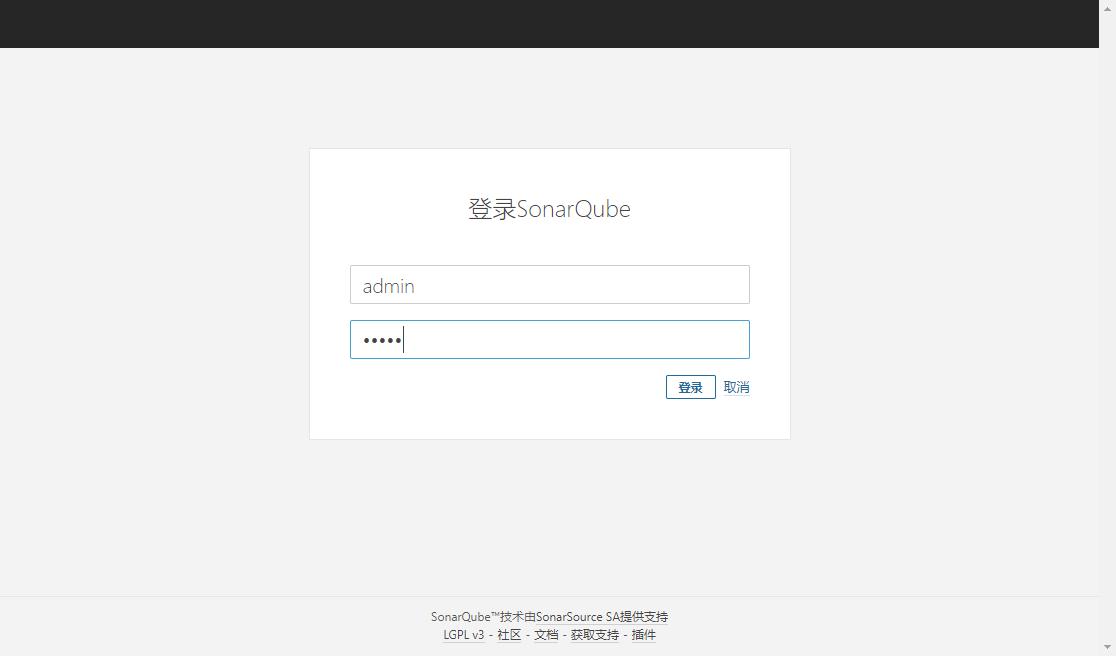 登录SonarQube
admin
•••••
登录 取消
SonarQube™技术由SonarSource SA提供支持
LGPL v3 - 社区 - 文档 - 获取支持 - 插件